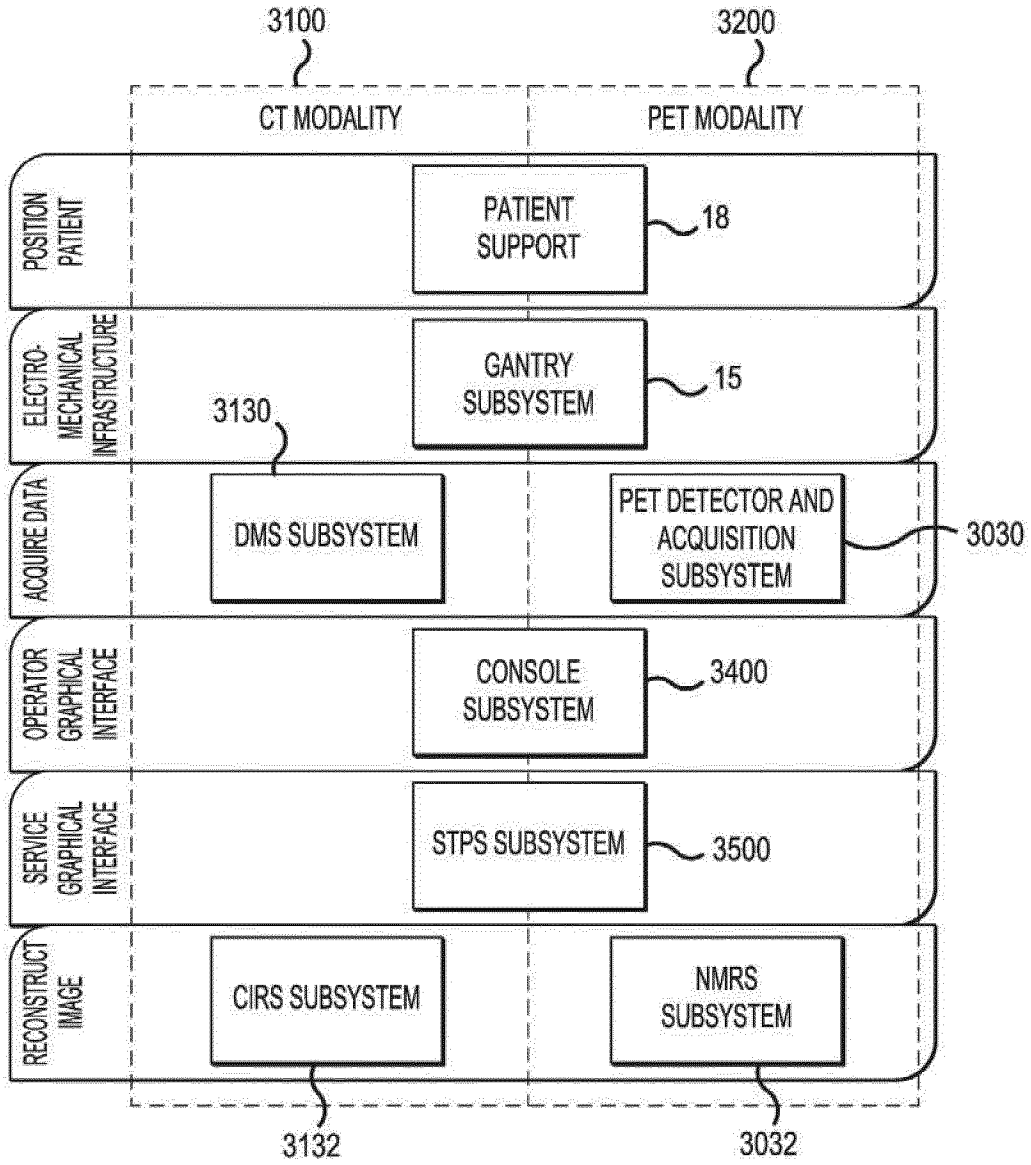 3100
3200
CT MODALITY
PET MODALITY
POSITION
PATIENT
PATIENT
SUPPORT
18
ELECTRO-
MECHANICAL
INFRASTRUCTURE
GANTRY
SUBSYSTEM
15
3130
ACQUIRE DATA
DMS SUBSYSTEM
PET DETECTOR AND
ACQUISITION
SUBSYSTEM
3030
OPERATOR
GRAPHICAL
INTERFACE
CONSOLE
SUBSYSTEM
3400
SERVICE
GRAPHICAL
INTERFACE
STPS SUBSYSTEM
3500
RECONSTRUCT
IMAGE
CIRS SUBSYSTEM
NMRS
SUBSYSTEM
3132
3032